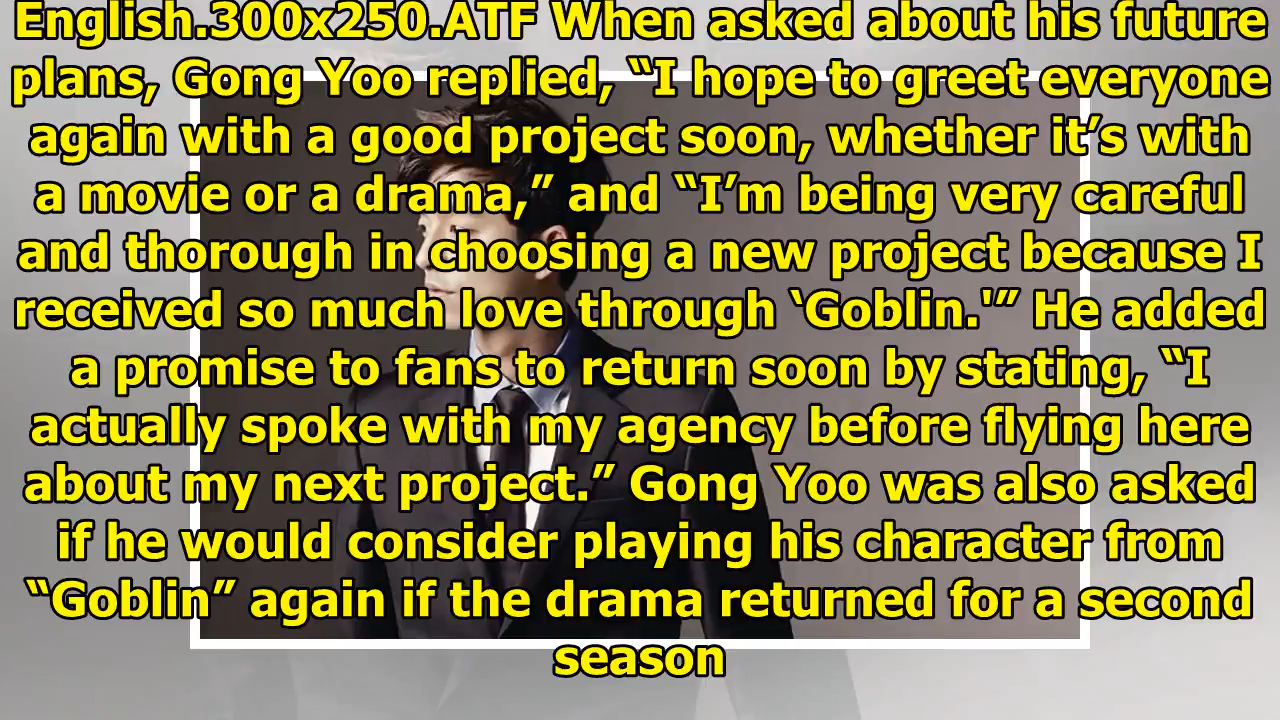 English.300x250.ATF When asked about his future
plans, Gong Yoo replied, “I hope to greet everyone
again with a good project soon, whether it’s with
a movie or a drama,” and “I’m being very careful
and thorough in choosing a new project because I
received so much love through ‘Goblin.'” He added
a promise to fans to return soon by stating, “I
actually spoke with my agency before flying here
about my next project.” Gong Yoo was also asked
if he would consider playing his character from
“Goblin” again if the drama returned for a second
season